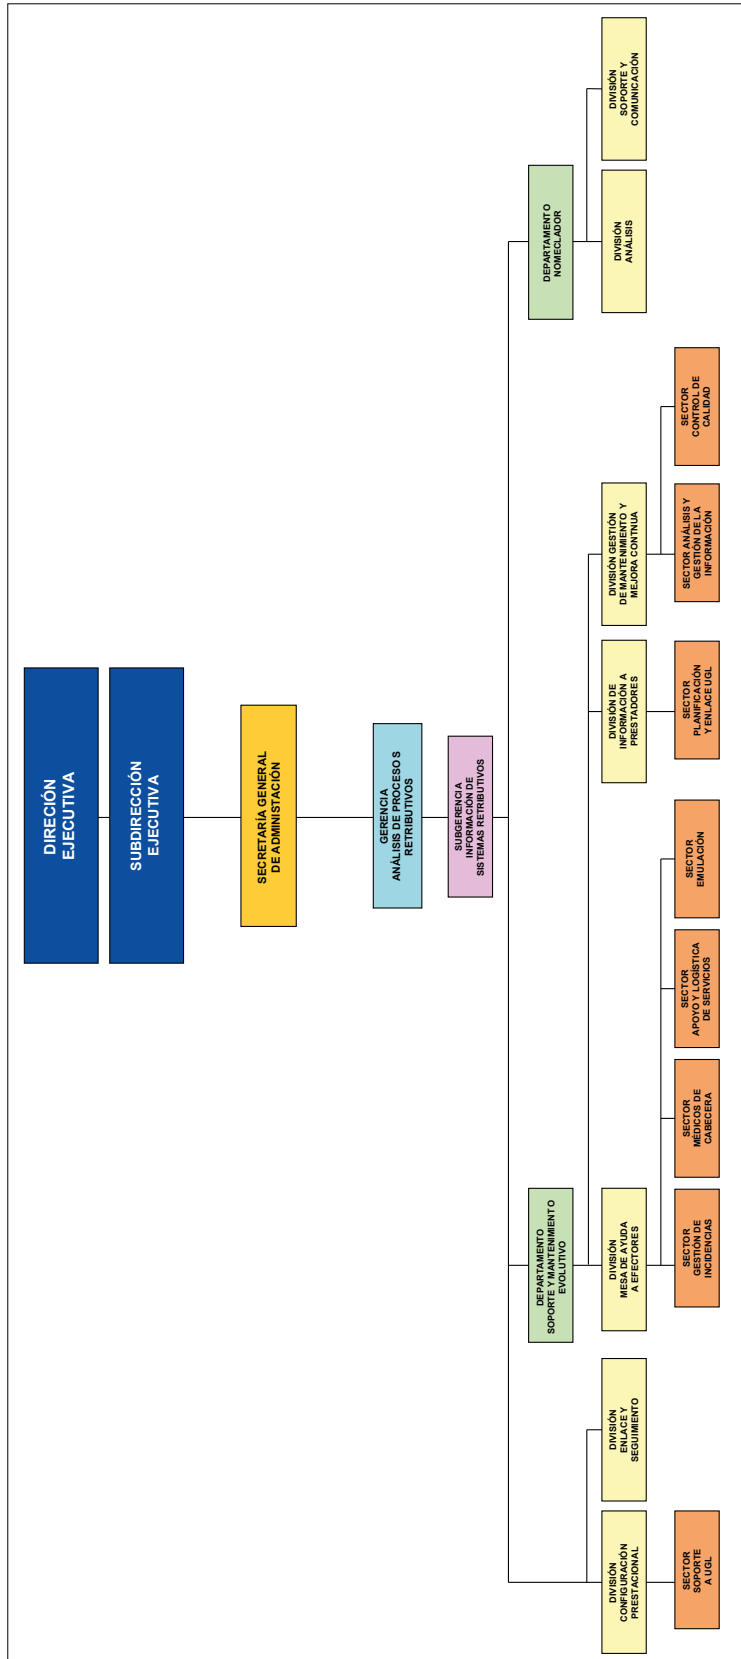 DIRECIÓN
EJECUTIVA
SUBDIRECCIÓN
EJECUTIVA
SECRETARÍA GENERAL
DE ADMINISTACIÓN
GERENCIA
ANÁLISIS DE PROCESOS
RETRIBUTIVOS
SUBGERENCIA
INFORMACIÓN DE
SISTEMAS RETRIBUTIVOS
DEPARTAMENTO
SOPORTE Y MANTENIMIENTO
EVOLUTIVO
DEPARTAMENTO
NOMECLADOR
DIVISIÓN
CONFIGURACIÓN
PRESTACIONAL
DIVISIÓN
ENLACE Y
SEGUIMIENTO
DIVISIÓN
MESA DE AYUDA
A EFECTORES
DIVISIÓN DE
INFORMACIÓN A
PRESTADORES
DIVISIÓN GESTIÓN
DE MANTENIMIENTO Y
MEJORA CONTNUA
DIVISIÓN
ANÁLISIS
DIVISIÓN
SOPORTE Y
COMUNICACIÓN
SECTOR
SOPORTE
A UGL
SECTOR
GESTIÓN DE
INCIDENCIAS
SECTOR
MÉDICOS DE
CABECERA
SECTOR
APOYO Y LOGÍSTICA
DE SERVICIOS
SECTOR
EMULACIÓN
SECTOR
PLANIFICACIÓN
Y ENLACE UGL
SECTOR ANÁLISIS Y
GESTIÓN DE LA
INFORMACIÓN
SECTOR
CONTROL DE
CALIDAD